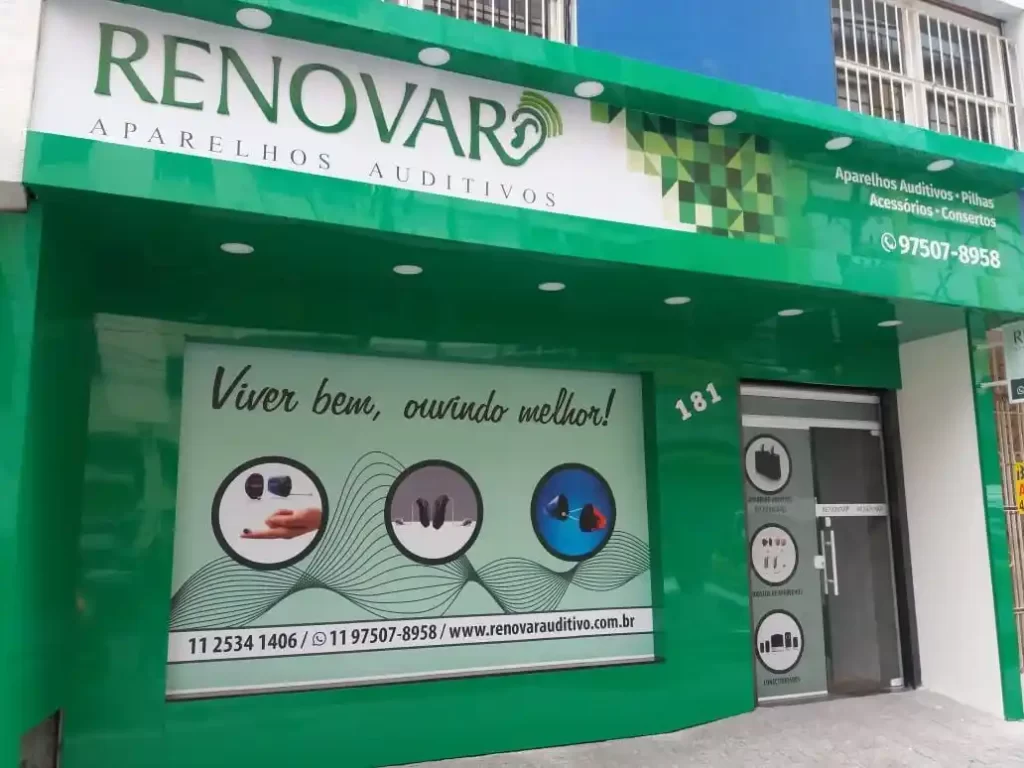 RENOVAR
APARELHOS AUDITIVOS
Aparelhos Auditivos • Pilhas
Acessórios • Consertos
97507-8958
Viver bem, ouvindo melhor!
181
11 2534 1406 / 11 97507-8958 / www.renovarauditivo.com.br